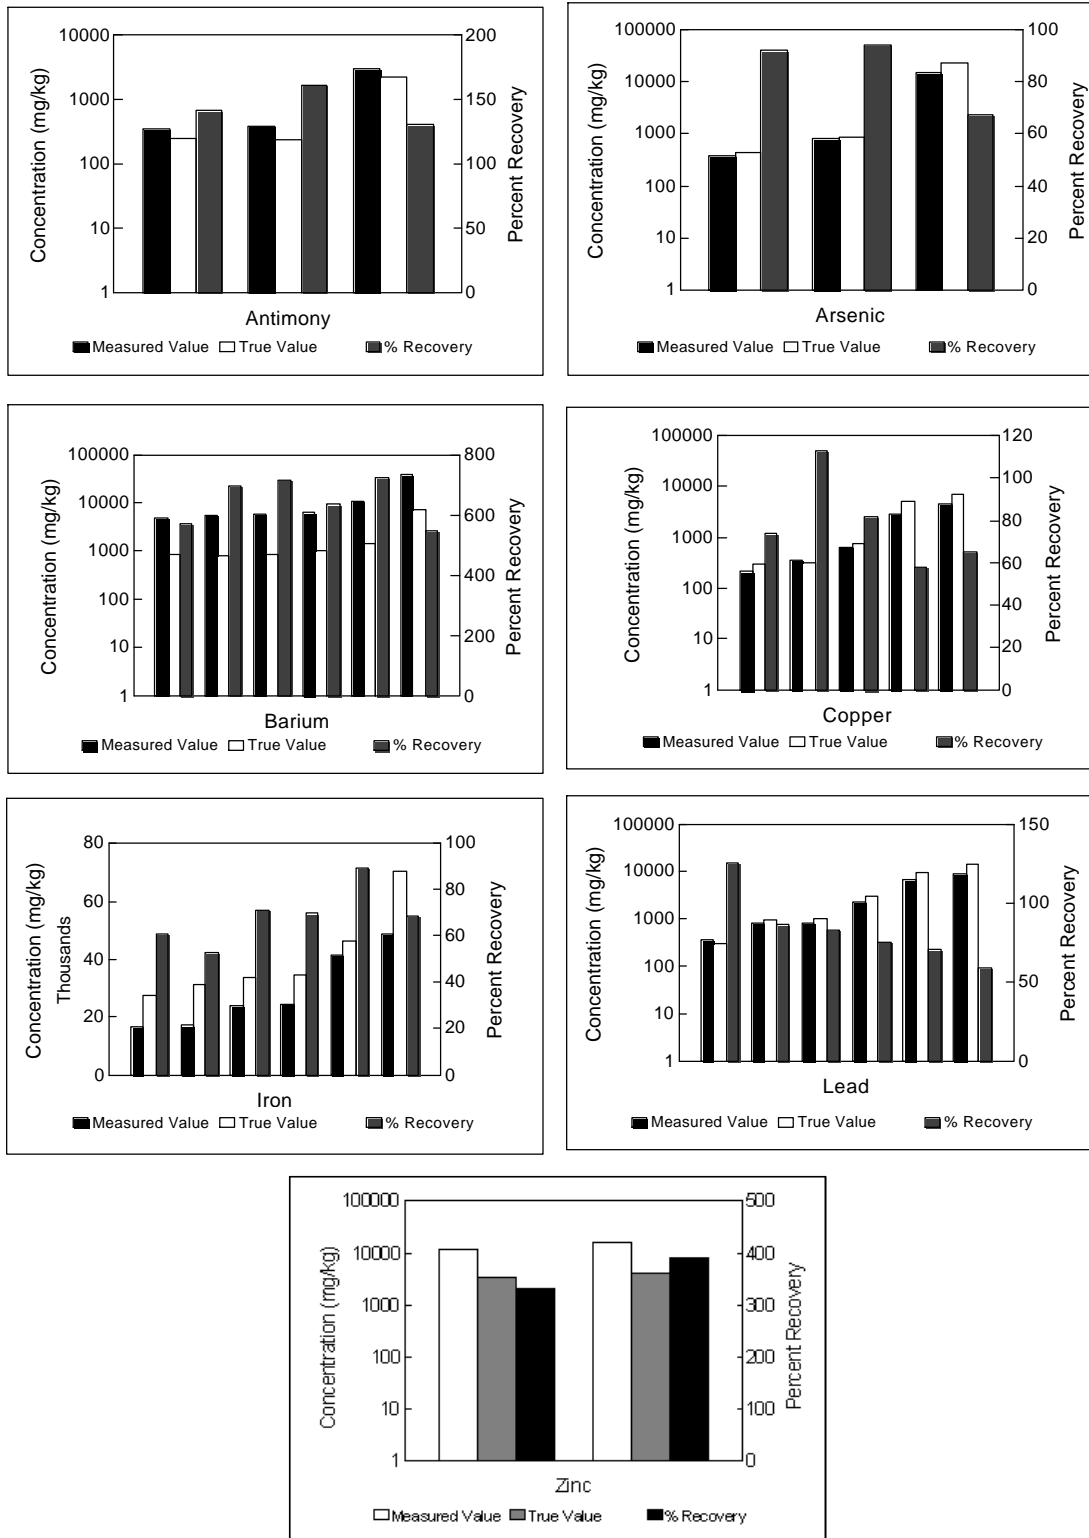 10000
1000
100
10
1
Concentration (mg/kg)
200
150
100
50
0
Percent Recovery
Antimony
Measured Value True Value % Recovery
100000
10000
1000
100
10
1
Concentration (mg/kg)
100
80
60
40
20
0
Percent Recovery
Arsenic
Measured Value True Value % Recovery
100000
10000
1000
100
10
1
Concentration (mg/kg)
800
600
400
200
0
Percent Recovery
Barium
Measured Value True Value % Recovery
100000
10000
1000
100
10
1
Concentration (mg/kg)
120
100
80
60
40
20
0
Percent Recovery
Copper
Measured Value True Value % Recovery
80
60
40
20
0
Concentration (mg/kg)
Thousands
100
80
60
40
20
0
Percent Recovery
Iron
Measured Value True Value % Recovery
100000
10000
1000
100
10
1
Concentration (mg/kg)
150
100
50
0
Percent Recovery
Lead
Measured Value True Value % Recovery
100000
10000
1000
100
10
1
Concentration (mg/kg)
500
400
300
200
100
0
Percent Recovery
Zinc
Measured Value True Value % Recovery